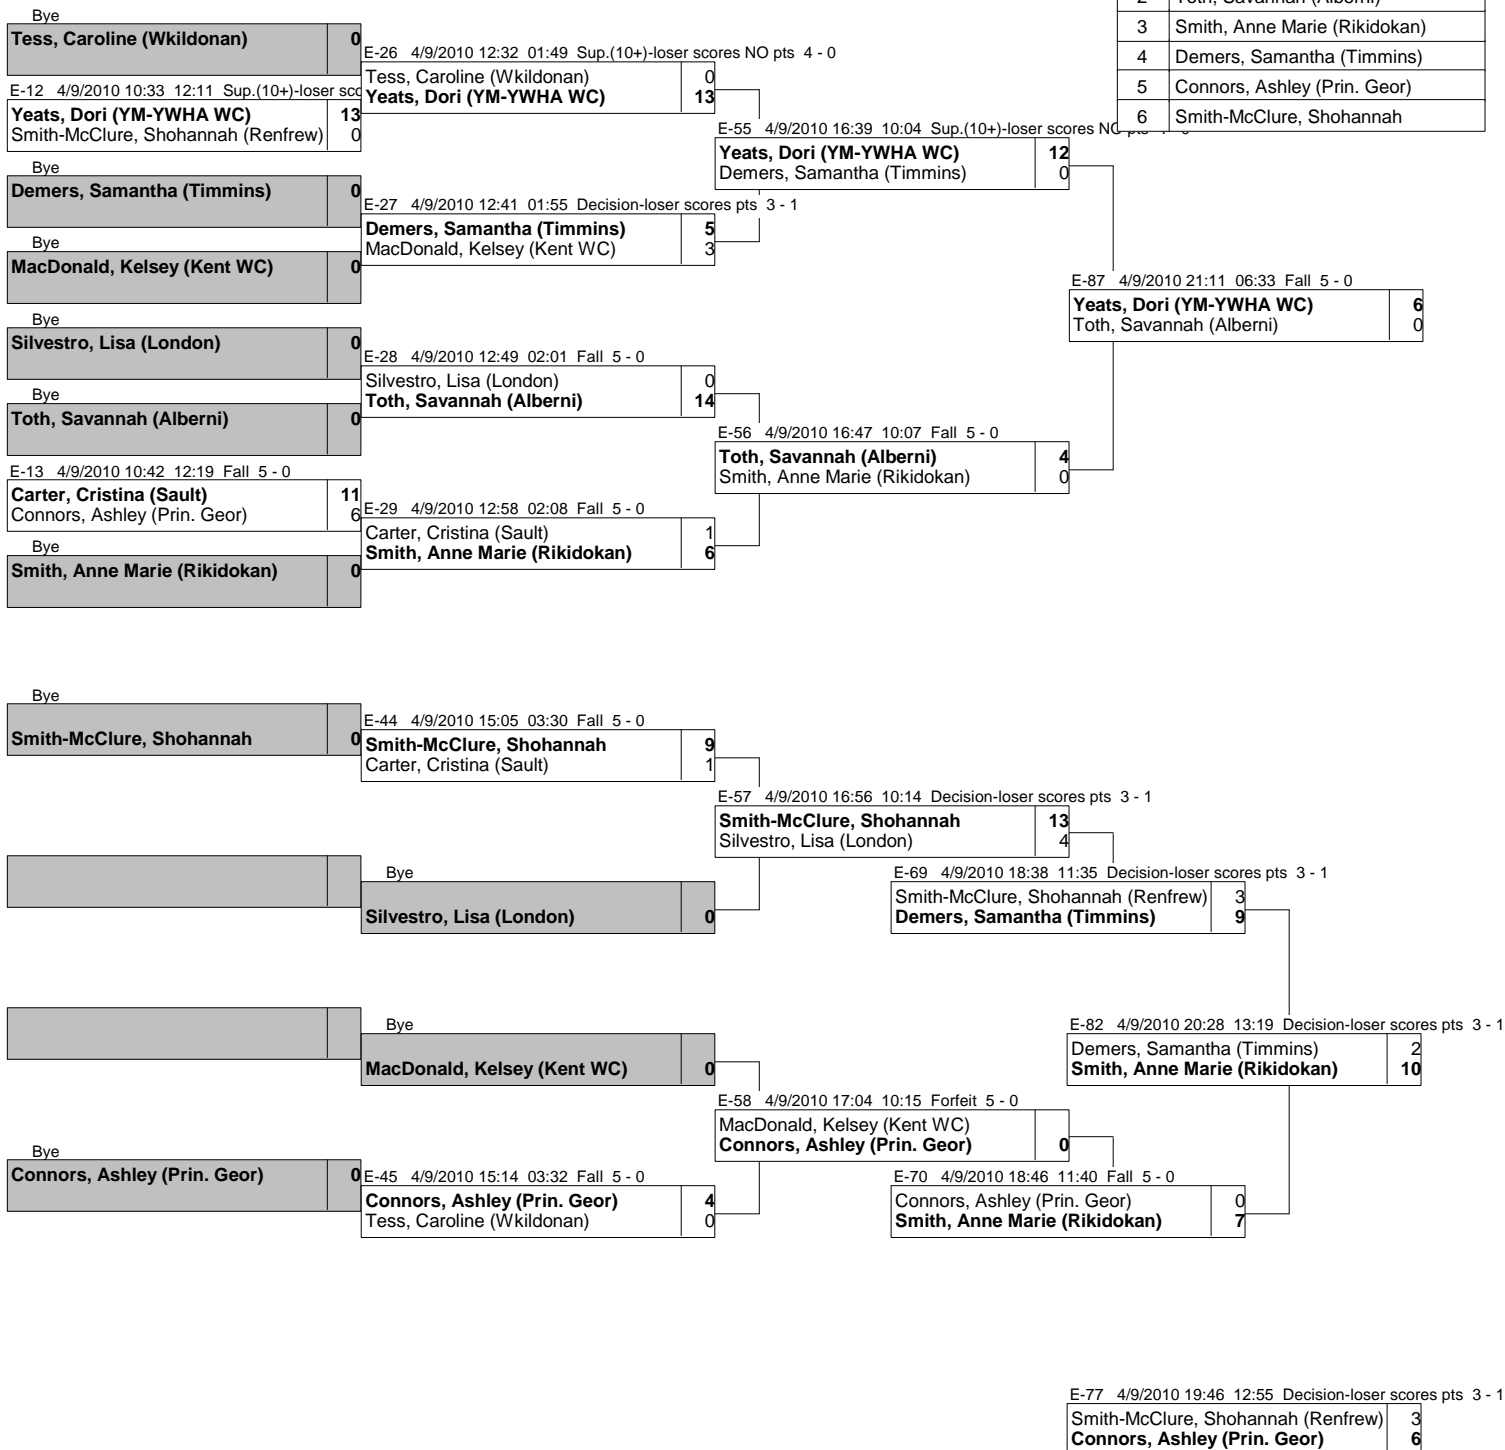 2 Toth, Savannah (Alberni)
3 Smith, Anne Marie (Rikidokan)
4 Demers, Samantha (Timmins)
5 Connors, Ashley (Prin. Geor)
6 Smith-McClure, Shohannah
Bye
Tess, Caroline (Wkildonan) 0
E-12 4/9/2010 10:33 12:11 Sup.(10+)-loser sco
Yeats, Dori (YM-YWHA WC) 13
Smith-McClure, Shohannah (Renfrew) 0
Bye
Demers, Samantha (Timmins) 0
Bye
MacDonald, Kelsey (Kent WC) 0
Bye
Silvestro, Lisa (London) 0
Bye
Toth, Savannah (Alberni) 0
E-13 4/9/2010 10:42 12:19 Fall 5 - 0
Carter, Cristina (Sault) 11
Connors, Ashley (Prin. Geor) 6
Bye
Smith, Anne Marie (Rikidokan) 0
E-26 4/9/2010 12:32 01:49 Sup.(10+)-loser scores NO pts 4 - 0
Tess, Caroline (Wkildonan) 0
Yeats, Dori (YM-YWHA WC) 13
E-27 4/9/2010 12:41 01:55 Decision-loser scores pts 3 - 1
Demers, Samantha (Timmins) 5
MacDonald, Kelsey (Kent WC) 3
E-28 4/9/2010 12:49 02:01 Fall 5 - 0
Silvestro, Lisa (London) 0
Toth, Savannah (Alberni) 14
E-29 4/9/2010 12:58 02:08 Fall 5 - 0
Carter, Cristina (Sault) 1
Smith, Anne Marie (Rikidokan) 6
E-55 4/9/2010 16:39 10:04 Sup.(10+)-loser scores NO
Yeats, Dori (YM-YWHA WC) 12
Demers, Samantha (Timmins) 0
E-56 4/9/2010 16:47 10:07 Fall 5 - 0
Toth, Savannah (Alberni) 4
Smith, Anne Marie (Rikidokan) 0
E-87 4/9/2010 21:11 06:33 Fall 5 - 0
Yeats, Dori (YM-YWHA WC) 6
Toth, Savannah (Alberni) 0
Bye
Smith-McClure, Shohannah 0
Bye
Connors, Ashley (Prin. Geor) 0
E-44 4/9/2010 15:05 03:30 Fall 5 - 0
Smith-McClure, Shohannah 9
Carter, Cristina (Sault) 1
Bye
Silvestro, Lisa (London) 0
Bye
MacDonald, Kelsey (Kent WC) 0
E-45 4/9/2010 15:14 03:32 Fall 5 - 0
Connors, Ashley (Prin. Geor) 4
Tess, Caroline (Wkildonan) 0
E-57 4/9/2010 16:56 10:14 Decision-loser scores pts 3 - 1
Smith-McClure, Shohannah 13
Silvestro, Lisa (London) 4
E-58 4/9/2010 17:04 10:15 Forfeit 5 - 0
MacDonald, Kelsey (Kent WC)
Connors, Ashley (Prin. Geor) 0
E-69 4/9/2010 18:38 11:35 Decision-loser scores pts 3 - 1
Smith-McClure, Shohannah (Renfrew) 3
Demers, Samantha (Timmins) 9
E-70 4/9/2010 18:46 11:40 Fall 5 - 0
Connors, Ashley (Prin. Geor) 0
Smith, Anne Marie (Rikidokan) 7
E-82 4/9/2010 20:28 13:19 Decision-loser scores pts 3 - 1
Demers, Samantha (Timmins) 2
Smith, Anne Marie (Rikidokan) 10
E-77 4/9/2010 19:46 12:55 Decision-loser scores pts 3 - 1
Smith-McClure, Shohannah (Renfrew) 3
Connors, Ashley (Prin. Geor) 6